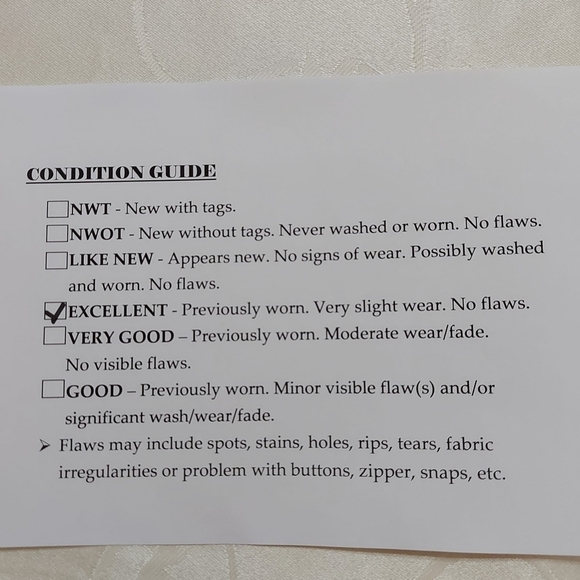 CONDITION GUIDE
NWT - New with tags.
NWOT - New without tags. Never washed or worn. No flaws.
LIKE NEW - Appears new. No signs of wear. Possibly washed
and worn. No flaws.
EXCELLENT - Previously worn. Very slight wear. No flaws.
VERY GOOD – Previously worn. Moderate wear/fade.
No visible flaws.
GOOD – Previously worn. Minor visible flaw(s) and/or
significant wash/wear/fade.
➢ Flaws may include spots, stains, holes, rips, tears, fabric
irregularities or problem with buttons, zipper, snaps, etc.